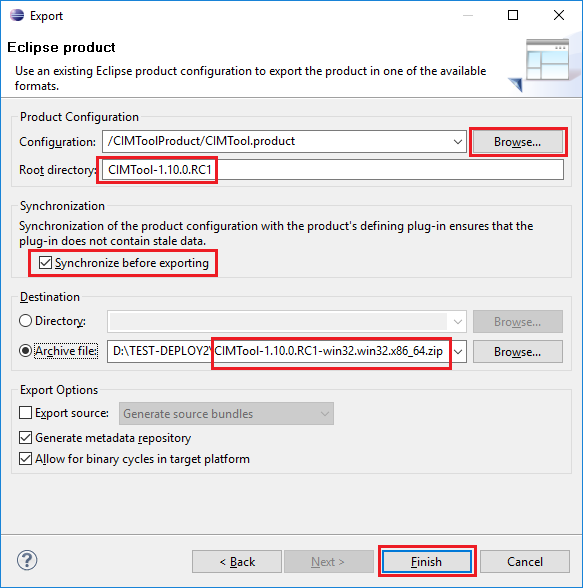 Export
Eclipse product
Use an existing Eclipse product configuration to export the product in one of the available
formats.
Product Configuration
Configuration: /CIMToolProduct/CIMTool.product Browse...
Root directory: CIMTool-1.10.0.RC1
Synchronization
Synchronization of the product configuration with the product's defining plug-in ensures that the
plug-in does not contain stale data.
Synchronize before exporting
Destination
Directory: Browse...
Archive file: D:\TEST-DEPLOY2\CIMTool-1.10.0.RC1-win32.win32.x86_64.zip Browse...
Export Options
Export source: Generate source bundles
Generate metadata repository
Allow for binary cycles in target platform
? < Back Next > Finish Cancel